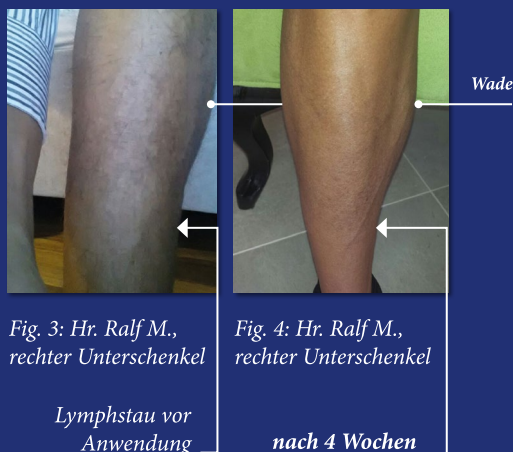 Wade
Fig. 3: Hr. Ralf M.,
rechter Unterschenkel
Fig. 4: Hr. Ralf M.,
rechter Unterschenkel
Lymphstau vor
Anwendung
nach 4 Wochen